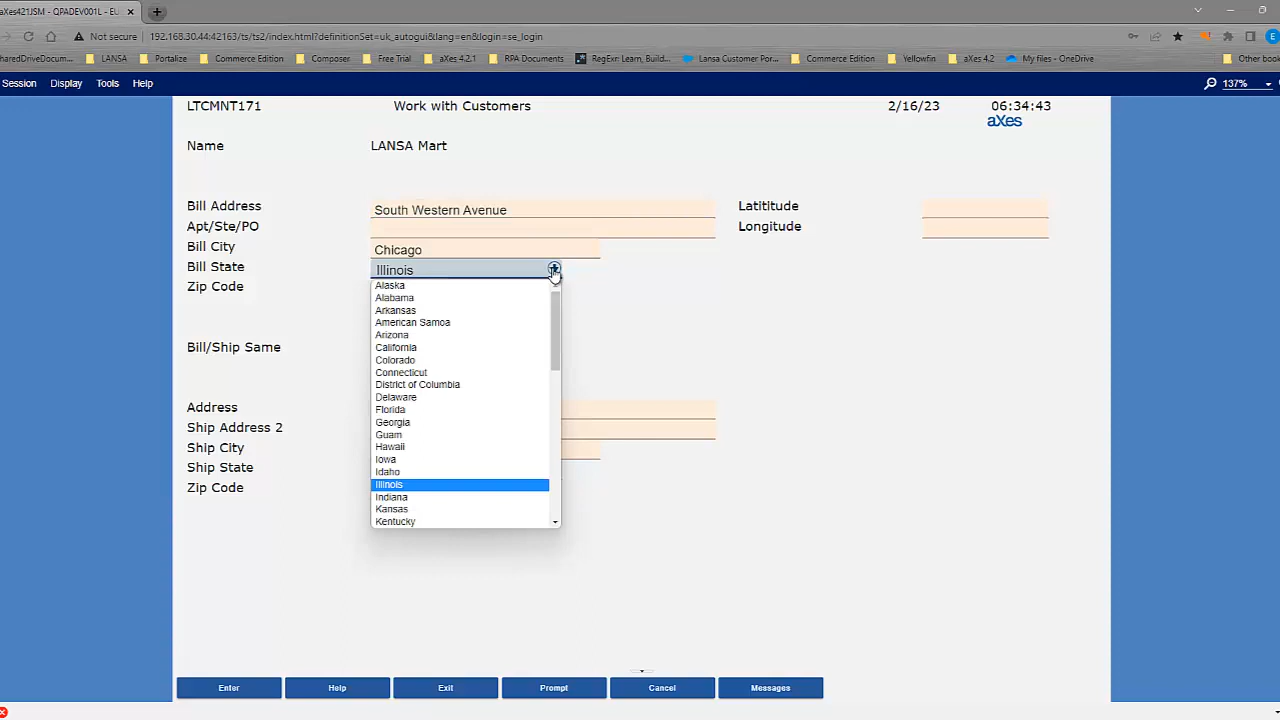 aXes421JSM - QPADEV001L - EU
Not secure 192.168.30.44:42163/ts/ts2/index.html?definitionSet=uk_autogui&lang=en&login=se_login
haredDriveDocum... LANSA Portalize Commerce Edition Composer Free Trial aXes 4.2.1 RPA Documents RegExr: Learn, Build... Lansa Customer Por... Commerce Edition Yellowfin aXes 4.2 My files - OneDrive Other book
Session Display Tools Help 137%
LTCMNT171 Work with Customers 2/16/23 06:34:43
aXes
Name LANSA Mart
Bill Address South Western Avenue Latititude
Apt/Ste/PO Longitude
Bill City Chicago
Bill State Illinois
Zip Code
Alaska
Alabama
Arkansas
American Samoa
Arizona
California
Colorado
Connecticut
District of Columbia
Delaware
Florida
Georgia
Guam
Hawaii
Iowa
Idaho
Illinois
Indiana
Kansas
Kentucky
Bill/Ship Same
Address
Ship Address 2
Ship City
Ship State
Zip Code
Enter Help Exit Prompt Cancel Messages